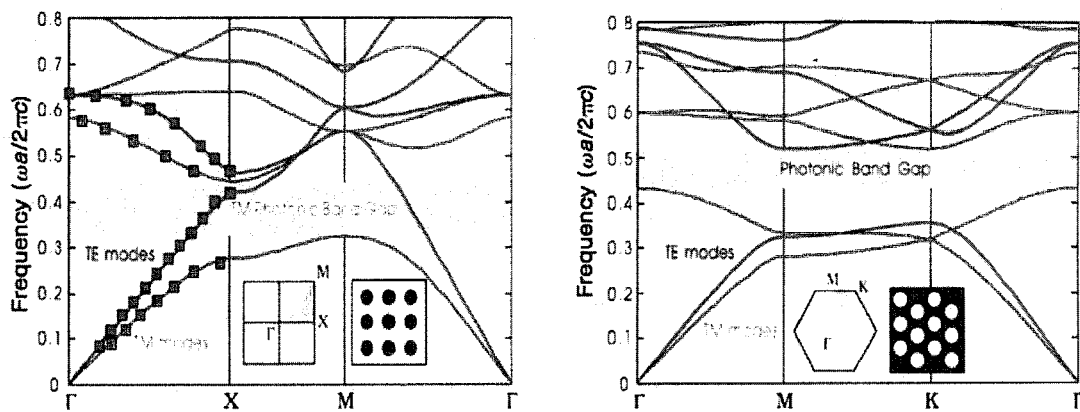 Frequency (ωa/2πc)
0.8
0.7
0.6
0.5
0.4
0.3
0.2
0.1
0
TM Photonic Band Gap
TE modes
TM modes
M
X
Γ
Γ
X
M
Γ
Frequency (ωa/2πc)
0.8
0.7
0.6
0.5
0.4
0.3
0.2
0.1
0
Photonic Band Gap
TE modes
TM modes
M
K
Γ
Γ
M
K
Γ